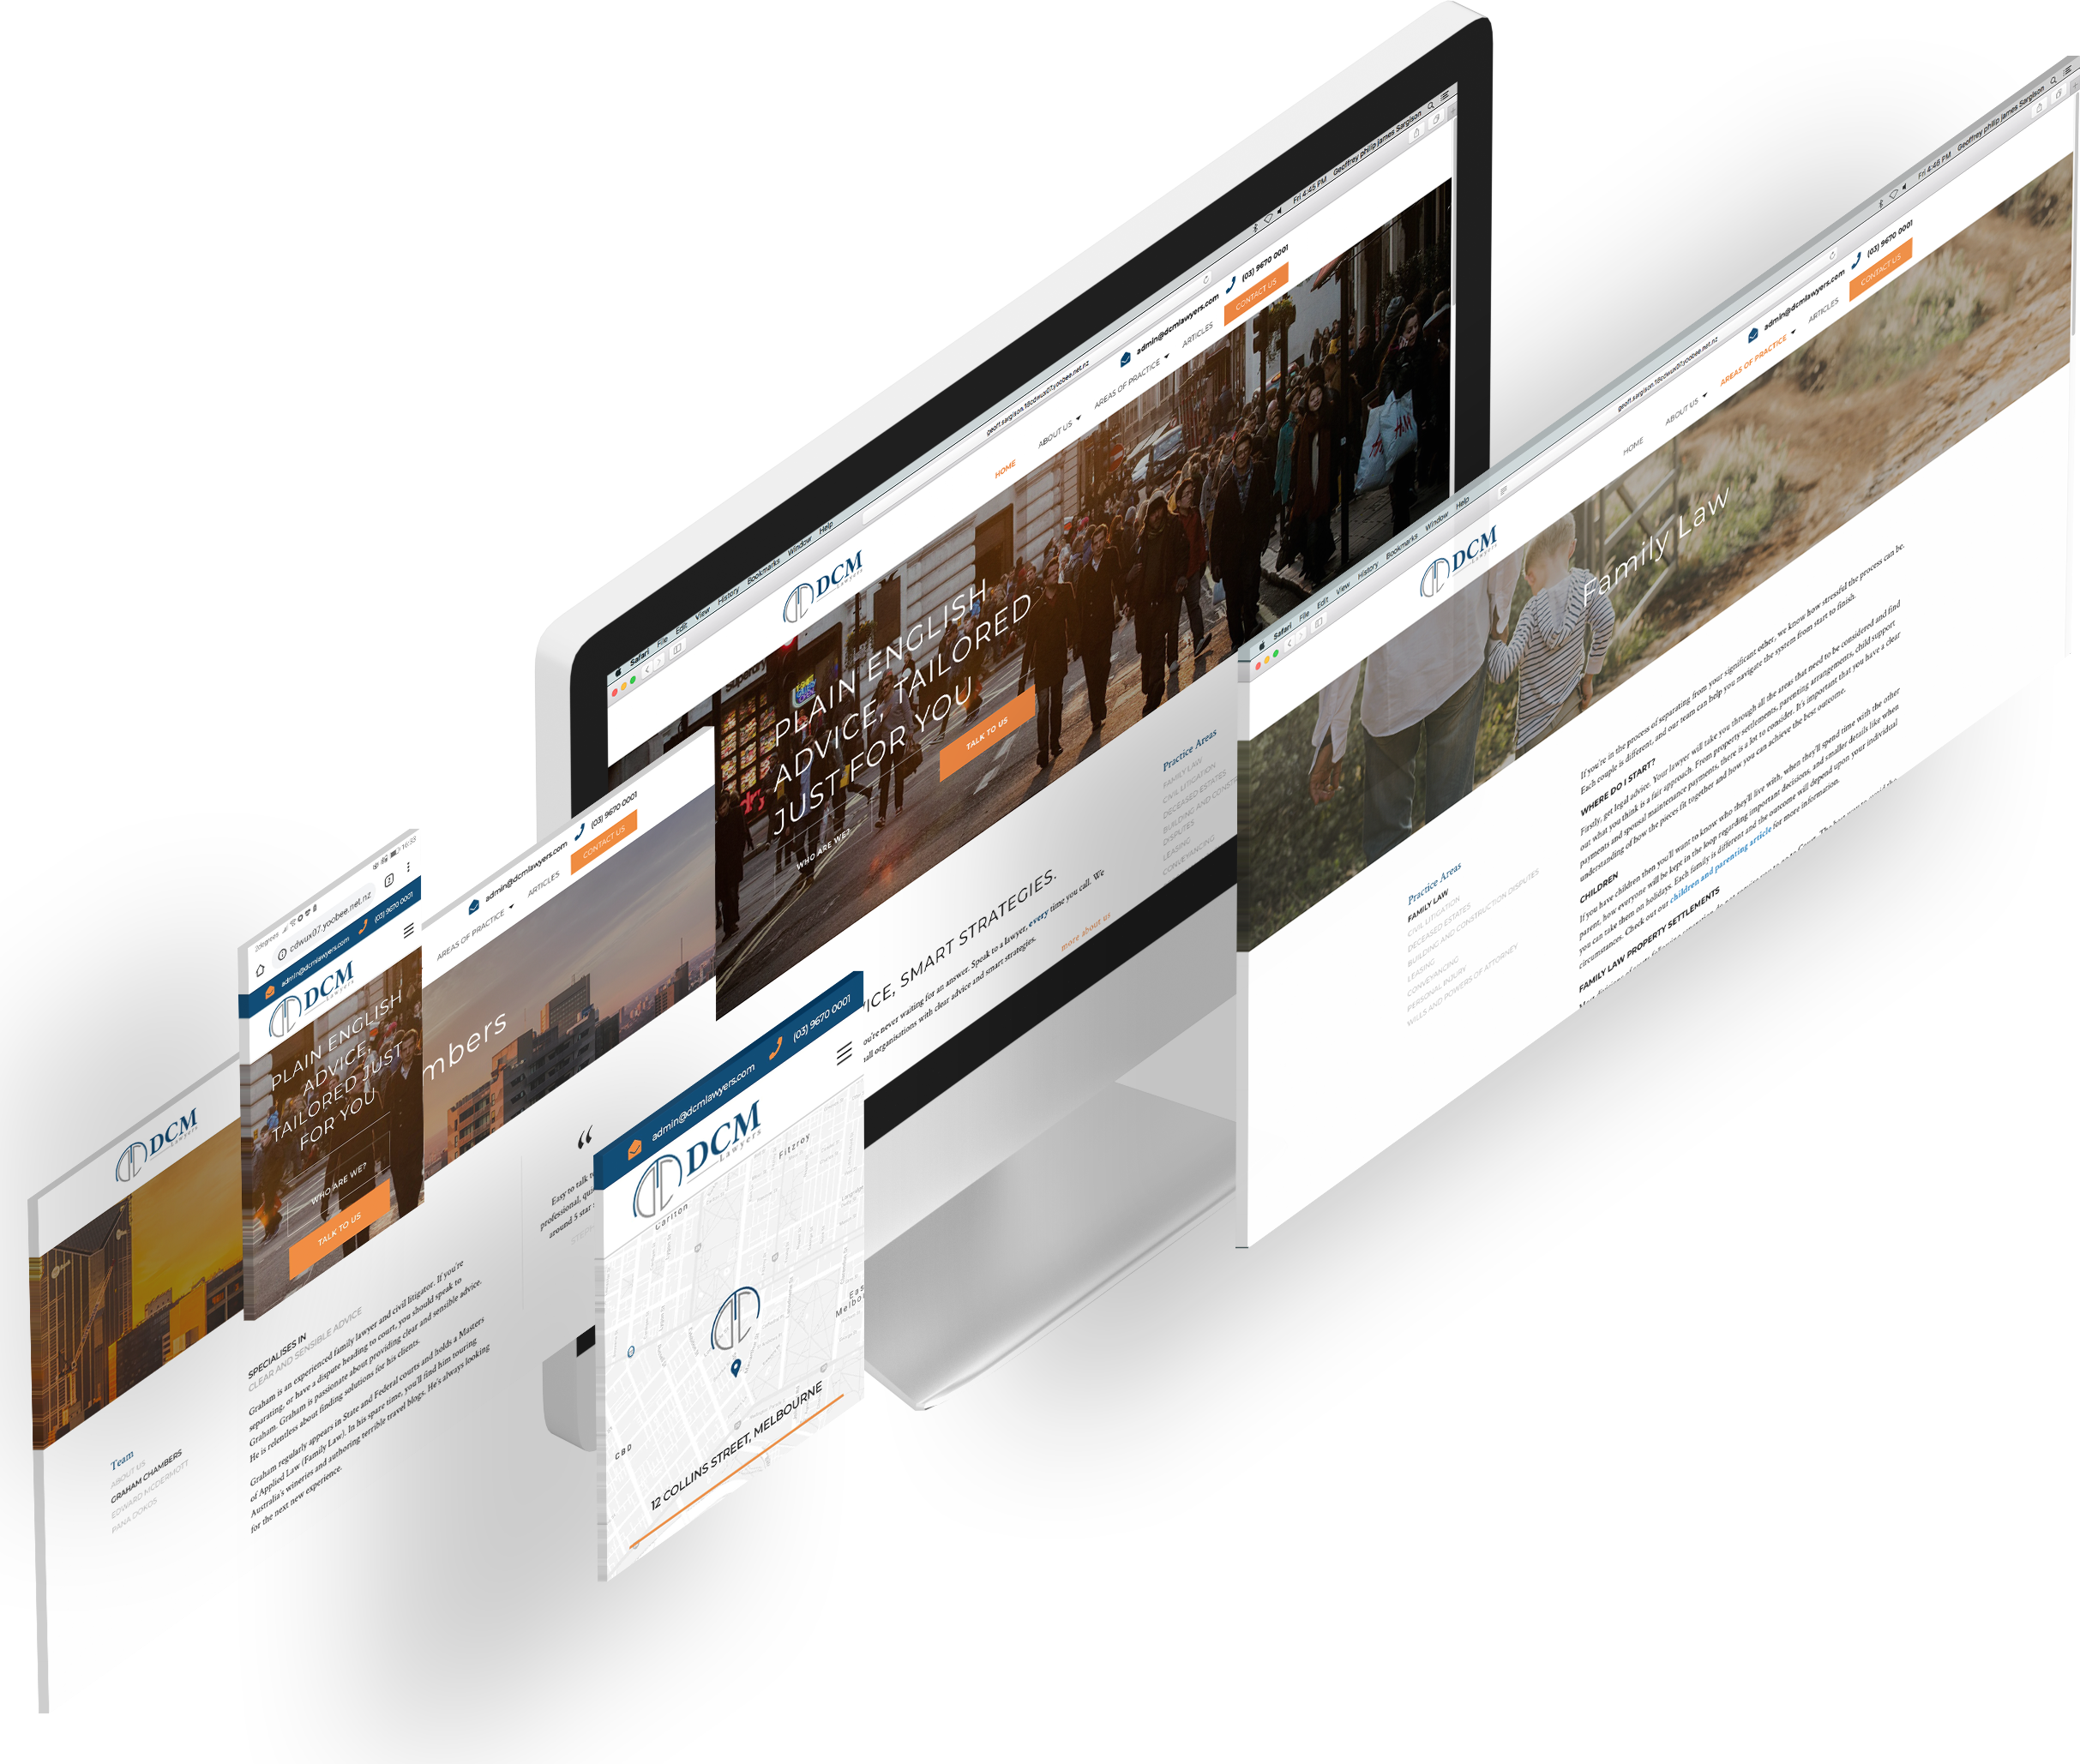 Safari File Edit View History Bookmarks Window Help
Fri 4:45 PM Geoffrey philip james Sargison
geoff.sargison.18cdwux07.yoobee.net.nz
DCM
Lawyers
admin@dcmlawyers.com
(03) 9670 0001
HOME
ABOUT US
AREAS OF PRACTICE
ARTICLES
CONTACT US
PLAIN ENGLISH
ADVICE, TAILORED
JUST FOR YOU
WHO ARE WE?
TALK TO US
H&M
ICE, SMART STRATEGIES.
ou're never waiting for an answer. Speak to a lawyer, every time you call. We
all organisations with clear advice and smart strategies.
more about us
Practice Areas
FAMILY LAW
CIVIL LITIGATION
DECEASED ESTATES
BUILDING AND CONSTR
DISPUTES
LEASING
CONVEYANCING
Safari File Edit View History Bookmarks Window Help
Fri 4:46 PM Geoffrey philip james Sargison
geoff.sargison.18cdwux07.yoobee.net.nz
DCM
Lawyers
admin@dcmlawyers.com
(03) 9670 0001
HOME
ABOUT US
AREAS OF PRACTICE
ARTICLES
CONTACT US
Family Law
Practice Areas
FAMILY LAW
CIVIL LITIGATION
DECEASED ESTATES
BUILDING AND CONSTRUCTION DISPUTES
LEASING
CONVEYANCING
PERSONAL INJURY
WILLS AND POWERS OF ATTORNEY
If you're in the process of separating from your significant other, we know how stressful the process can be.
Each couple is different, and our team can help you navigate the system from start to finish.
WHERE DO I START?
Firstly, get legal advice. Your lawyer will take you through all the areas that need to be considered and find
out what you think is a fair approach. From property settlements, parenting arrangements, child support
payments and spousal maintenance payments, there is a lot to consider. It's important that you have a clear
understanding of how the pieces fit together and how you can achieve the best outcome.
CHILDREN
If you have children then you'll want to know who they'll live with, when they'll spend time with the other
parent, how everyone will be kept in the loop regarding important decisions, and smaller details like when
you can take them on holidays. Each family is different and the outcome will depend upon your individual
circumstances. Check out our children and parenting article for more information.
FAMILY LAW PROPERTY SETTLEMENTS
DCM
Lawyers
admin@dcmlawyers.com
(03) 9670 0001
AREAS OF PRACTICE
ARTICLES
CONTACT US
mbers
Team
ABOUT US
GRAHAM CHAMBERS
EDWARD MCDERMOTT
PANA DOKOS
SPECIALISES IN
CLEAR AND SENSIBLE ADVICE
Graham is an experienced family lawyer and civil litigator. If you're
separating, or have a dispute heading to court, you should speak to
Graham. Graham is passionate about providing clear and sensible advice.
He is relentless about finding solutions for his clients.
Graham regularly appears in State and Federal courts and holds a Masters
of Applied Law (Family Law). In his spare time, you'll find him touring
Australia's wineries and authoring terrible travel blogs. He's always looking
for the next new experience.
“
Easy to talk t
professional, qui
around 5 star
2degrees
16:33
cdwux07.yoobee.net.nz
2
admin@dcmlawyers.com
(03) 9670 0001
DCM
Lawyers
PLAIN ENGLISH
ADVICE,
TAILORED JUST
FOR YOU
WHO ARE WE?
TALK TO US
admin@dcmlawyers.com
(03) 9670 0001
DCM
Lawyers
Fitzroy
Carlton
Eas
Melbo
CBD
12 COLLINS STREET, MELBOURNE